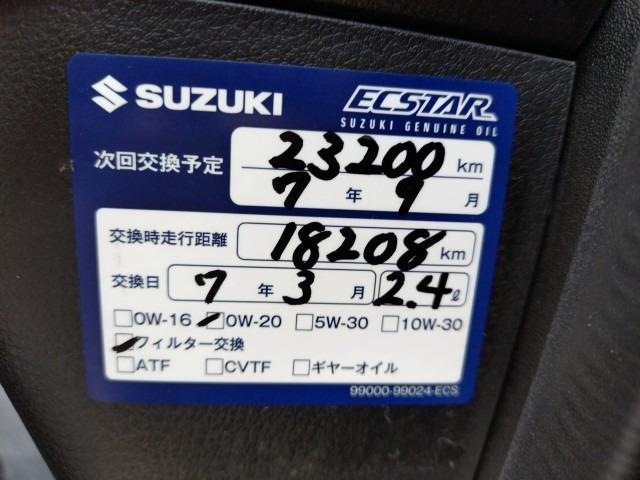 SUZUKI ECSTAR
SUZUKI GENUINE OIL
次回交換予定 23200 km
7 年 9 月
交換時走行距離 18208 km
交換日 7 年 3 月 2.4 ℓ
□0W-16 ☑0W-20 □5W-30 □10W-30
☑フィルター交換
□ATF □CVTF □ギヤーオイル
99000-99024-ECS